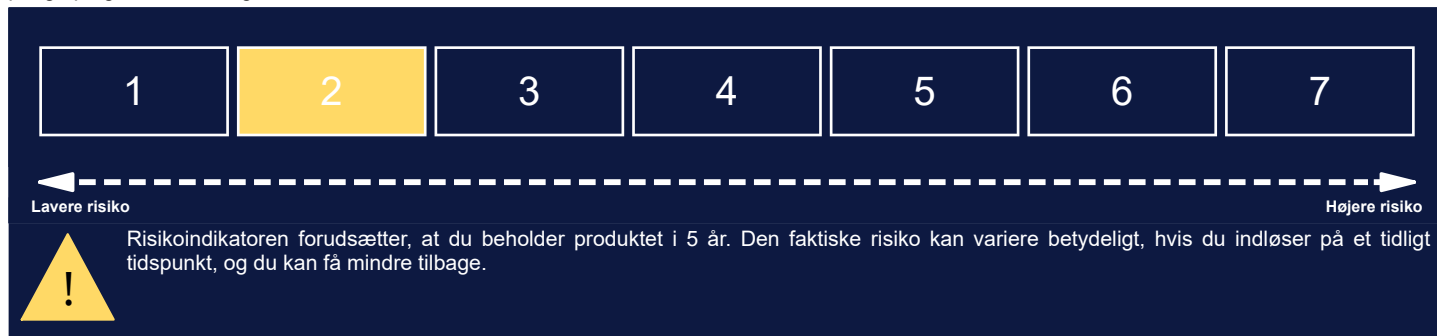 1 2 3 4 5 6 7
Lavere risiko Højere risiko
Risikoindikatoren forudsætter, at du beholder produktet i 5 år. Den faktiske risiko kan variere betydeligt, hvis du indløser på et tidligt
tidspunkt, og du kan få mindre tilbage.
!